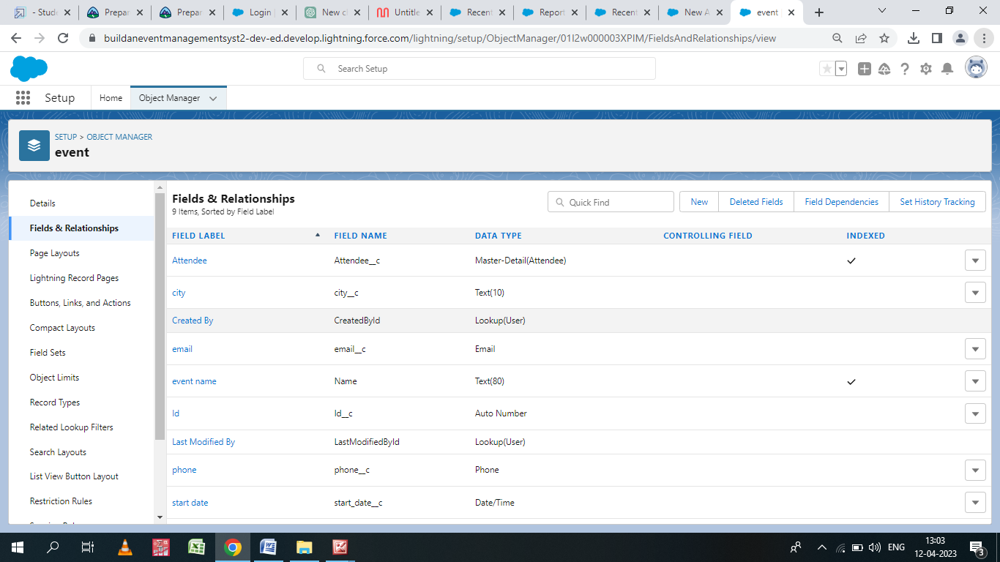 - Stude
Prepar
Prepar
Login |
New ch
Untitle
Recent
Report
Recent
New A
event |
buildaneventmanagementsyst2-dev-ed.develop.lightning.force.com/lightning/setup/ObjectManager/01I2w000003XPIM/FieldsAndRelationships/view
Search Setup
Setup
Home
Object Manager
SETUP > OBJECT MANAGER
event
Details
Fields & Relationships
Page Layouts
Lightning Record Pages
Buttons, Links, and Actions
Compact Layouts
Field Sets
Object Limits
Record Types
Related Lookup Filters
Search Layouts
List View Button Layout
Restriction Rules
Fields & Relationships
9 Items, Sorted by Field Label
Quick Find
New
Deleted Fields
Field Dependencies
Set History Tracking
FIELD LABEL FIELD NAME DATA TYPE CONTROLLING FIELD INDEXED
Attendee Attendee__c Master-Detail(Attendee)
city city__c Text(10)
Created By CreatedById Lookup(User)
email email__c Email
event name Name Text(80)
Id Id__c Auto Number
Last Modified By LastModifiedById Lookup(User)
phone phone__c Phone
start date start_date__c Date/Time
ENG
13:03
12-04-2023
3